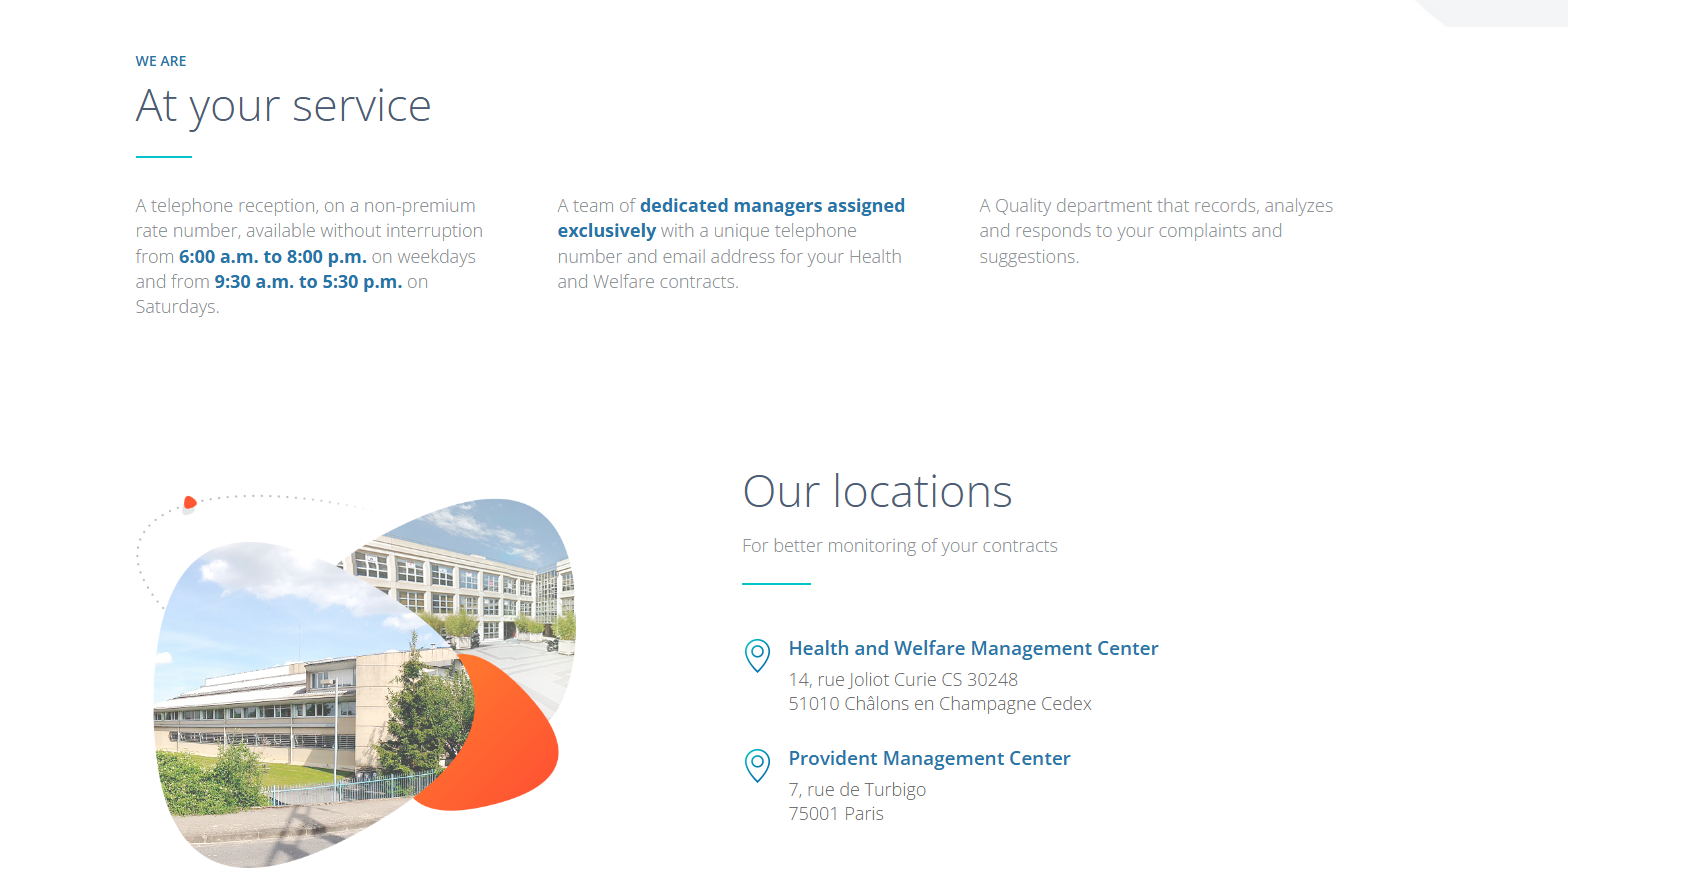 WE ARE
At your service
A telephone reception, on a non-premium
rate number, available without interruption
from 6:00 a.m. to 8:00 p.m. on weekdays
and from 9:30 a.m. to 5:30 p.m. on
Saturdays.
A team of dedicated managers assigned
exclusively with a unique telephone
number and email address for your Health
and Welfare contracts.
A Quality department that records, analyzes
and responds to your complaints and
suggestions.
Our locations
For better monitoring of your contracts
Health and Welfare Management Center
14, rue Joliot Curie CS 30248
51010 Châlons en Champagne Cedex
Provident Management Center
7, rue de Turbigo
75001 Paris